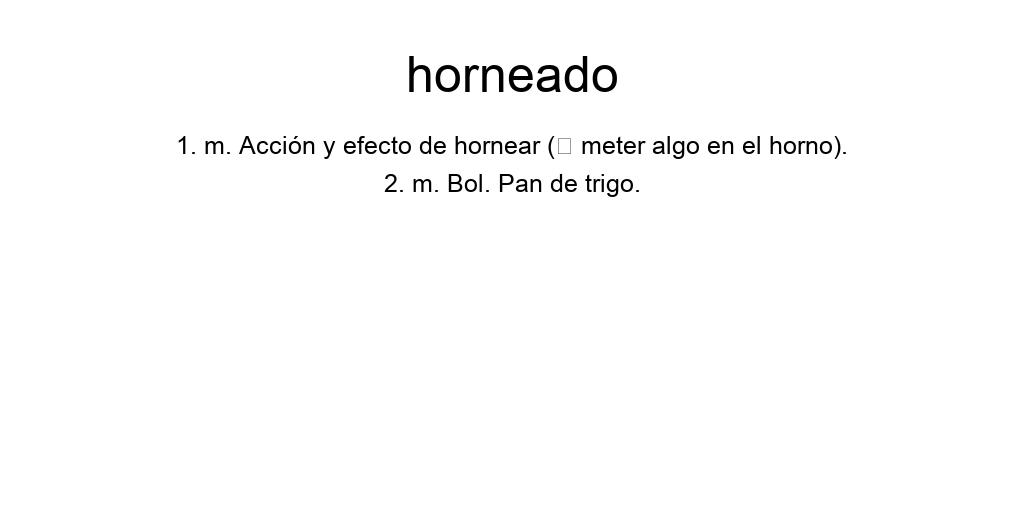 horneado
1. m. Acción y efecto de hornear (□ meter algo en el horno).
2. m. Bol. Pan de trigo.